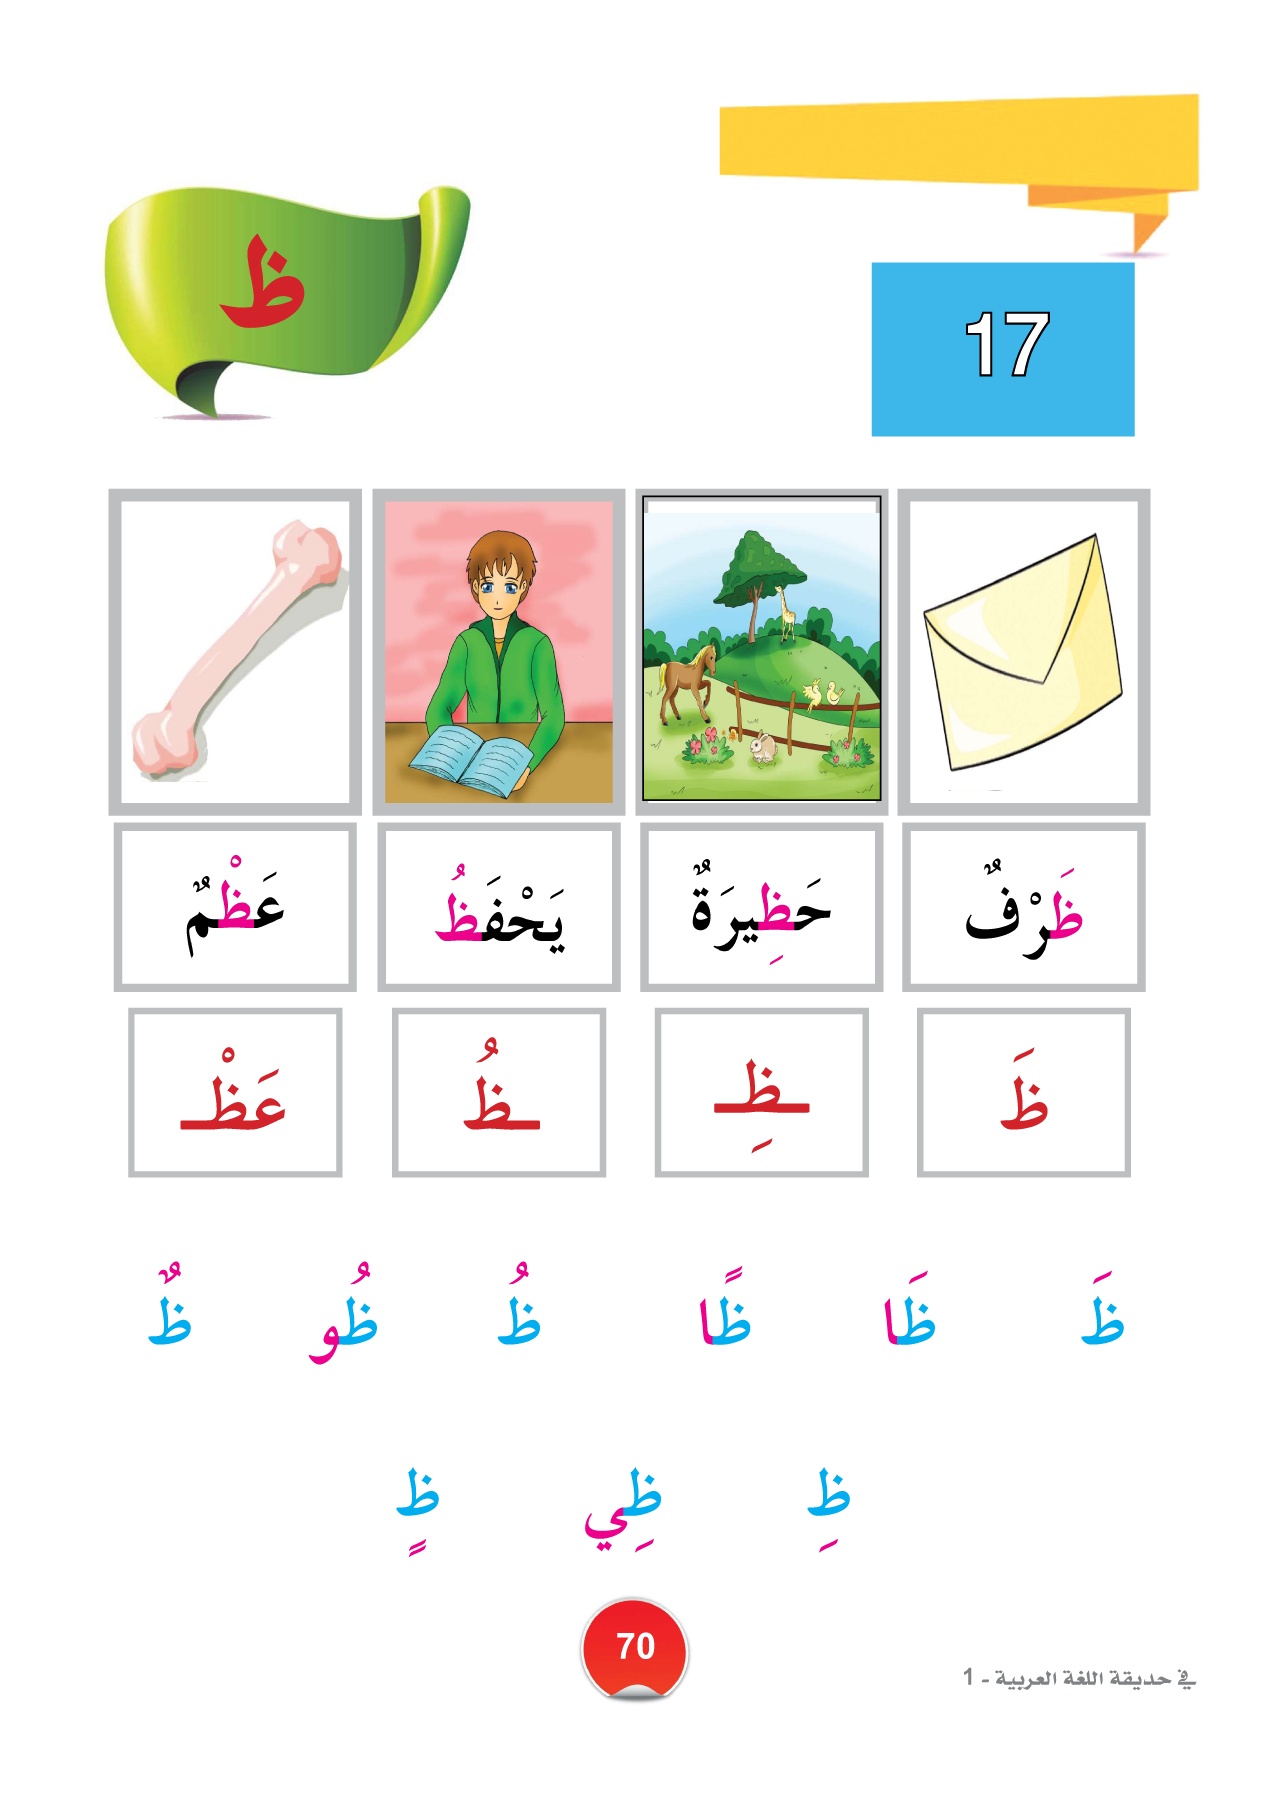 ظ
17
ظَرْفٌ حَظِيرَةٌ يَحْفَظُ عَظْمٌ
ظَ ـظِـ ـظُ عَظْـ
ظَ ظَا ظًا ظُ ظُو ظٌ
ظِ ظِي ظٍ
70
في حديقة اللغة العربية - 1